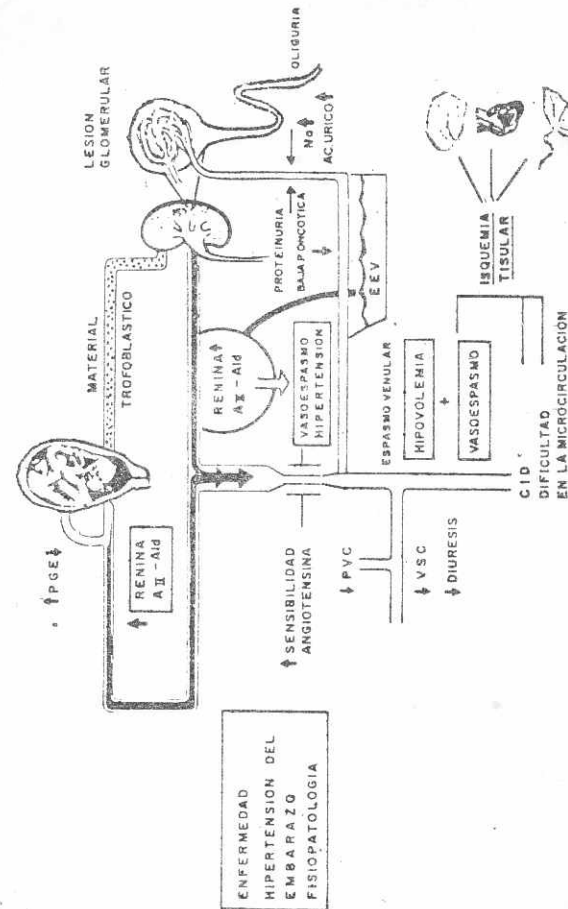 ENFERMEDAD
HIPERTENSION DEL
EMBARAZO
FISIOPATOLOGIA
↑PGE↓
↑
RENINA
AII-Ald
MATERIAL
TROFOBLASTICO
LESION
GLOMERULAR
OLIGURIA
Na↑
AC.URICO↑
PROTEINURIA
BAJA P ONCOTICA
↓
EEV
RENINA↑
AII-Ald
VASOESPASMO
HIPERTENSION
↑ SENSIBILIDAD
ANGIOTENSINA
↓ PVC
↓ VSC
↓ DIURESIS
ESPASMO VENULAR
HIPOVOLEMIA
+
VASOESPASMO
CID
DIFICULTAD
EN LA MICROCIRCULACION
ISQUEMIA
TISULAR